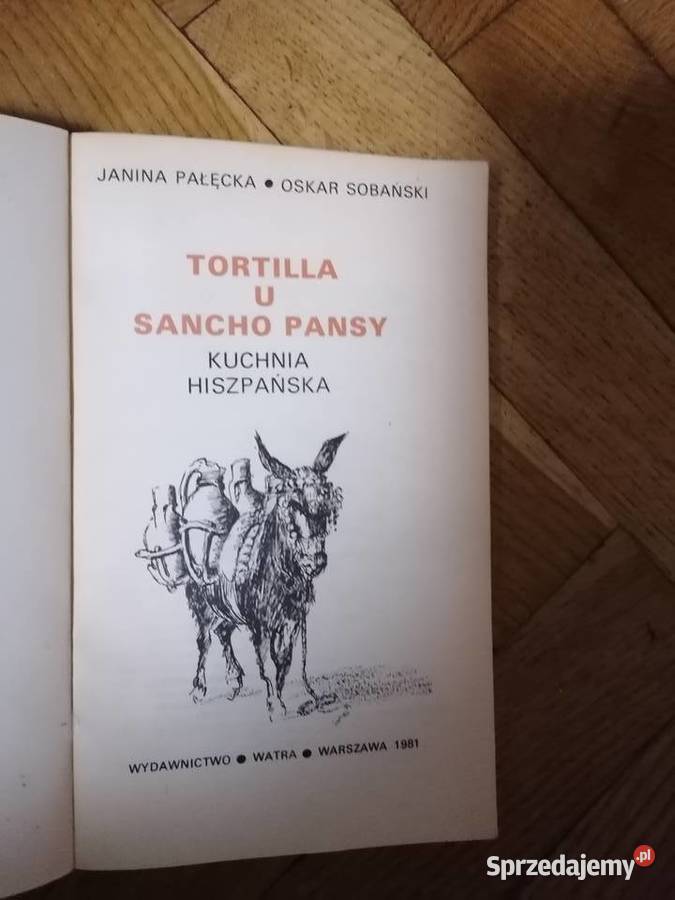 JANINA PAŁĘCKA ● OSKAR SOBAŃSKI
TORTILLA
U
SANCHO PANSY
KUCHNIA
HISZPAŃSKA
WYDAWNICTWO ● WATRA ● WARSZAWA 1981
Sprzedajemy.pl